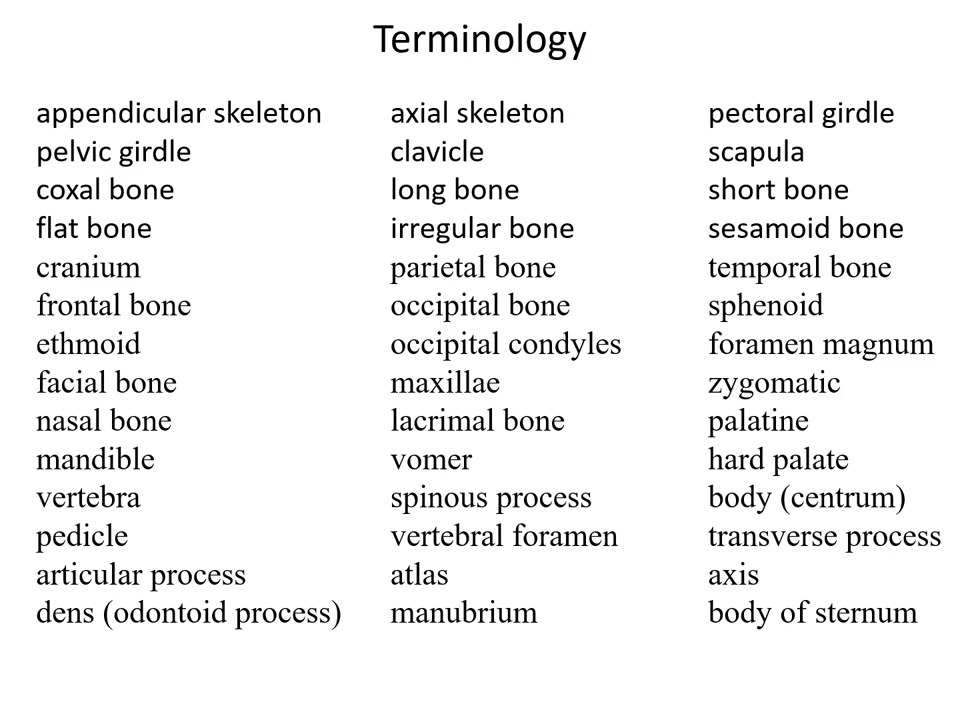 Terminology
appendicular skeleton axial skeleton pectoral girdle
pelvic girdle clavicle scapula
coxal bone long bone short bone
flat bone irregular bone sesamoid bone
cranium parietal bone temporal bone
frontal bone occipital bone sphenoid
ethmoid occipital condyles foramen magnum
facial bone maxillae zygomatic
nasal bone lacrimal bone palatine
mandible vomer hard palate
vertebra spinous process body (centrum)
pedicle vertebral foramen transverse process
articular process atlas axis
dens (odontoid process) manubrium body of sternum